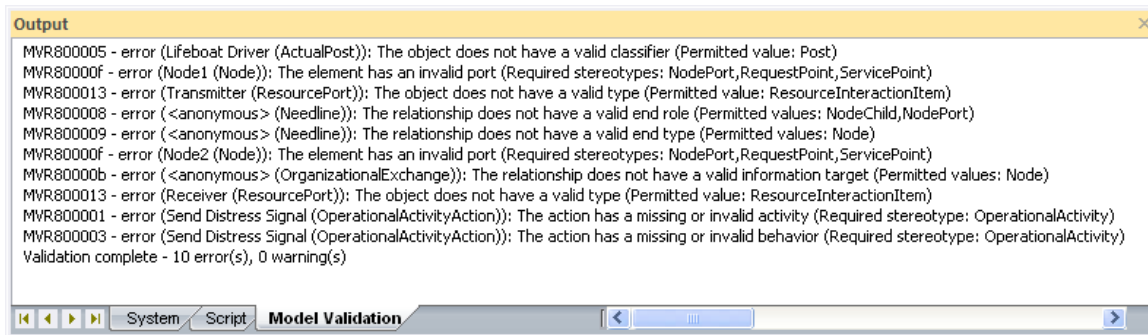 Output
MVR800005 - error (Lifeboat Driver (ActualPost)): The object does not have a valid classifier (Permitted value: Post)
MVR80000f - error (Node1 (Node)): The element has an invalid port (Required stereotypes: NodePort,RequestPoint,ServicePoint)
MVR800013 - error (Transmitter (ResourcePort)): The object does not have a valid type (Permitted value: ResourceInteractionItem)
MVR800008 - error (<anonymous> (Needline)): The relationship does not have a valid end role (Permitted values: NodeChild,NodePort)
MVR800009 - error (<anonymous> (Needline)): The relationship does not have a valid end type (Permitted values: Node)
MVR80000f - error (Node2 (Node)): The element has an invalid port (Required stereotypes: NodePort,RequestPoint,ServicePoint)
MVR80000b - error (<anonymous> (OrganizationalExchange)): The relationship does not have a valid information target (Permitted values: Node)
MVR800013 - error (Receiver (ResourcePort)): The object does not have a valid type (Permitted value: ResourceInteractionItem)
MVR800001 - error (Send Distress Signal (OperationalActivityAction)): The action has a missing or invalid activity (Required stereotype: OperationalActivity)
MVR800003 - error (Send Distress Signal (OperationalActivityAction)): The action has a missing or invalid behavior (Required stereotype: OperationalActivity)
Validation complete - 10 error(s), 0 warning(s)
System Script Model Validation